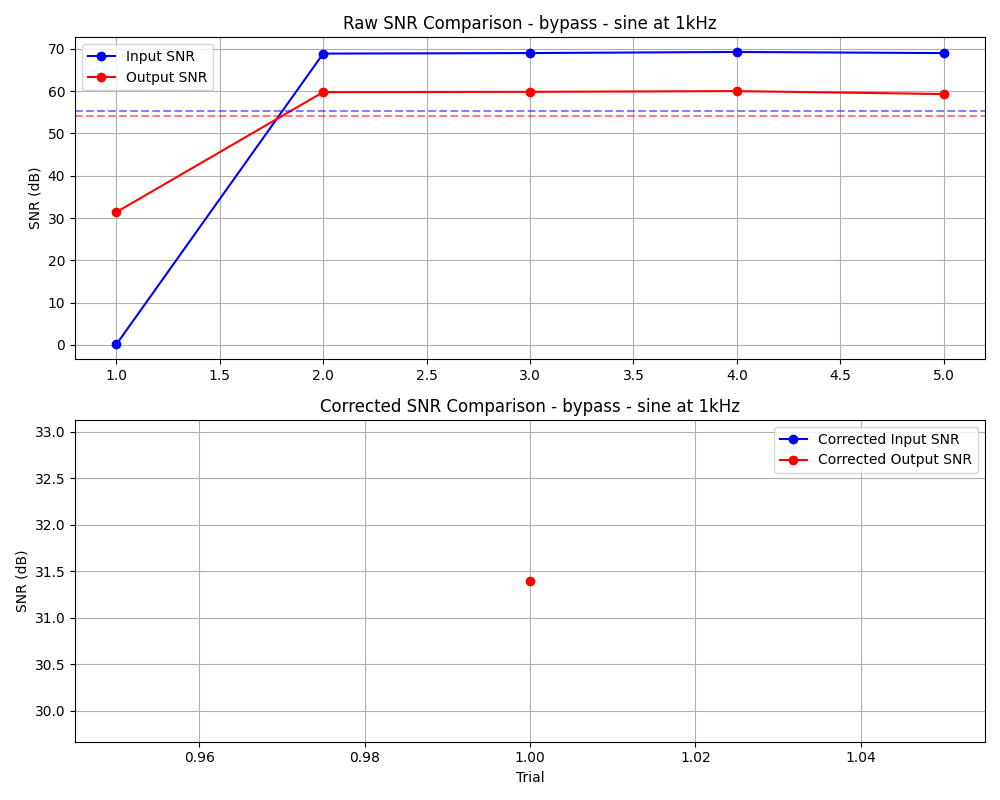 Raw SNR Comparison - bypass - sine at 1kHz
Input SNR
Output SNR
SNR (dB)
70
60
50
40
30
20
10
0
1.0 1.5 2.0 2.5 3.0 3.5 4.0 4.5 5.0
Corrected SNR Comparison - bypass - sine at 1kHz
Corrected Input SNR
Corrected Output SNR
SNR (dB)
33.0
32.5
32.0
31.5
31.0
30.5
30.0
0.96 0.98 1.00 1.02 1.04
Trial